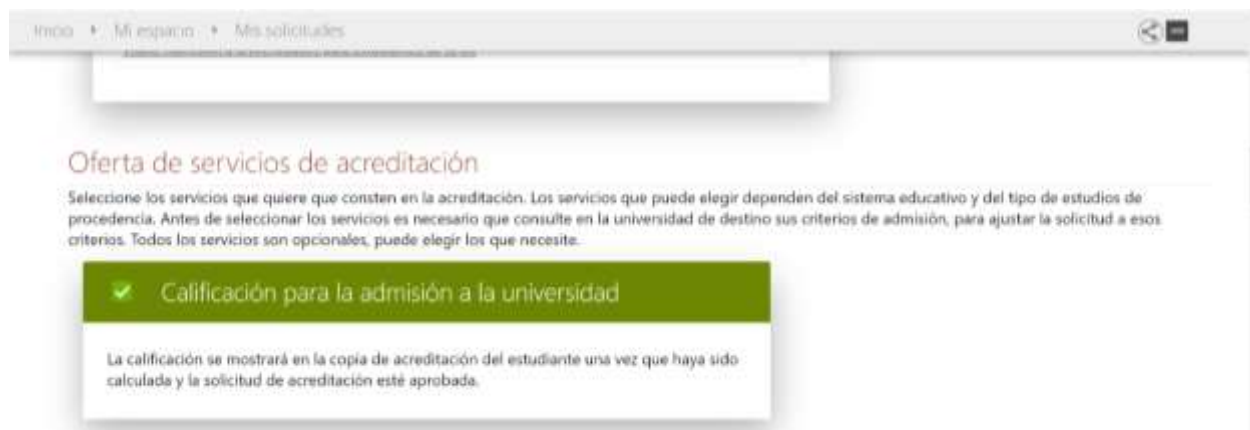 Inicio Mi espacio Mis solicitudes
Oferta de servicios de acreditación
Seleccione los servicios que quiere que consten en la acreditación. Los servicios que puede elegir dependen del sistema educativo y del tipo de estudios de
procedencia. Antes de seleccionar los servicios es necesario que consulte en la universidad de destino sus criterios de admisión, para ajustar la solicitud a esos
criterios. Todos los servicios son opcionales, puede elegir los que necesite.
Calificación para la admisión a la universidad
La calificación se mostrará en la copia de acreditación del estudiante una vez que haya sido
calculada y la solicitud de acreditación esté aprobada.